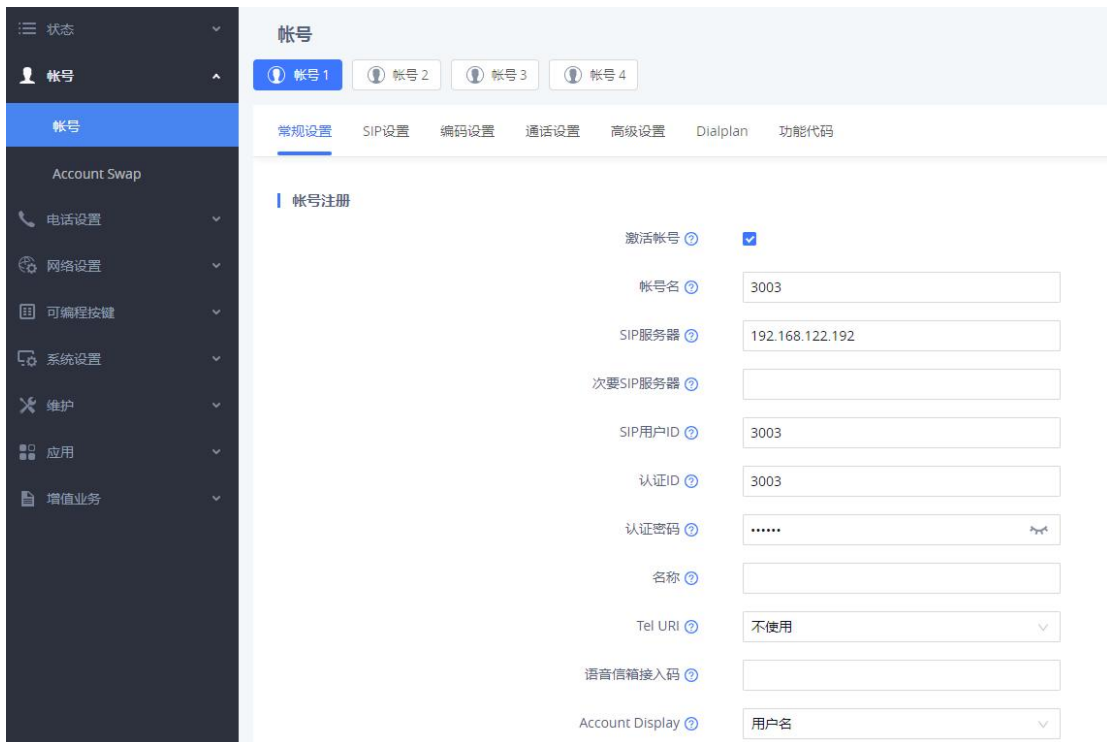 状态
帐号
帐号
Account Swap
电话设置
网络设置
可编程按键
系统设置
维护
应用
增值业务
帐号
帐号 1 帐号 2 帐号 3 帐号 4
常规设置 SIP设置 编码设置 通话设置 高级设置 Dialplan 功能代码
帐号注册
激活帐号
帐号名 3003
SIP服务器 192.168.122.192
次要SIP服务器
SIP用户ID 3003
认证ID 3003
认证密码 ••••••
名称
Tel URI 不使用
语音信箱接入码
Account Display 用户名